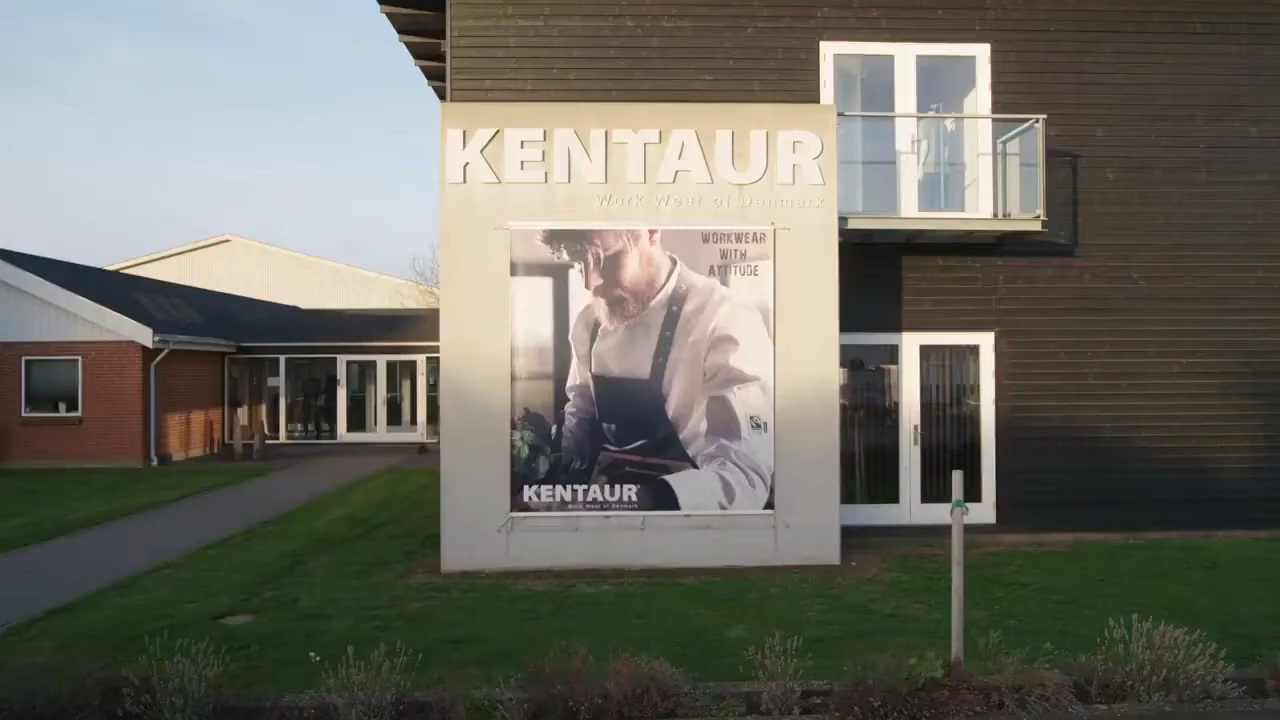 KENTAUR
Work Wear of Denmark
WORKWEAR
WITH
ATTITUDE
KENTAUR
Work Wear of Denmark